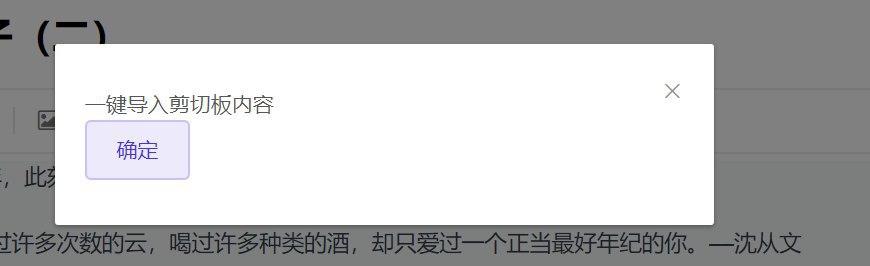 （二）
一键导入剪切板内容
确定
，此刻
过许多次数的云，喝过许多种类的酒，却只爱过一个正当最好年纪的你。—沈从文